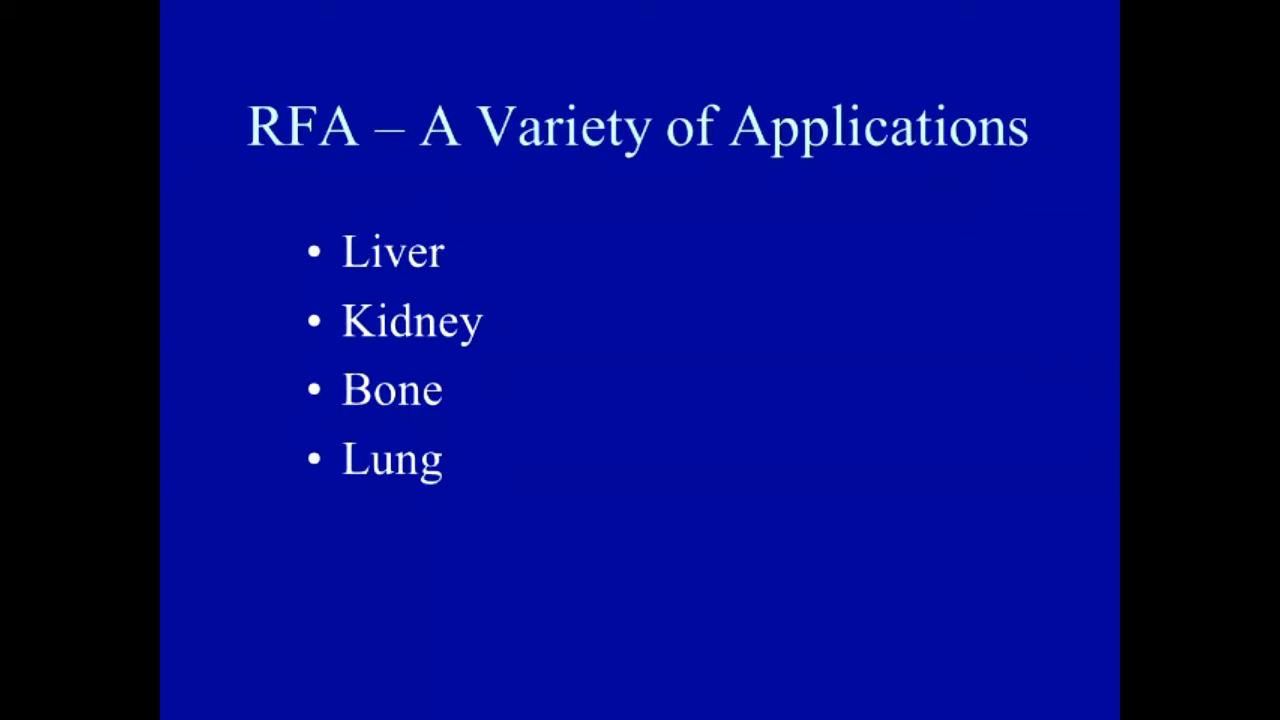 RFA – A Variety of Applications
• Liver
• Kidney
• Bone
• Lung